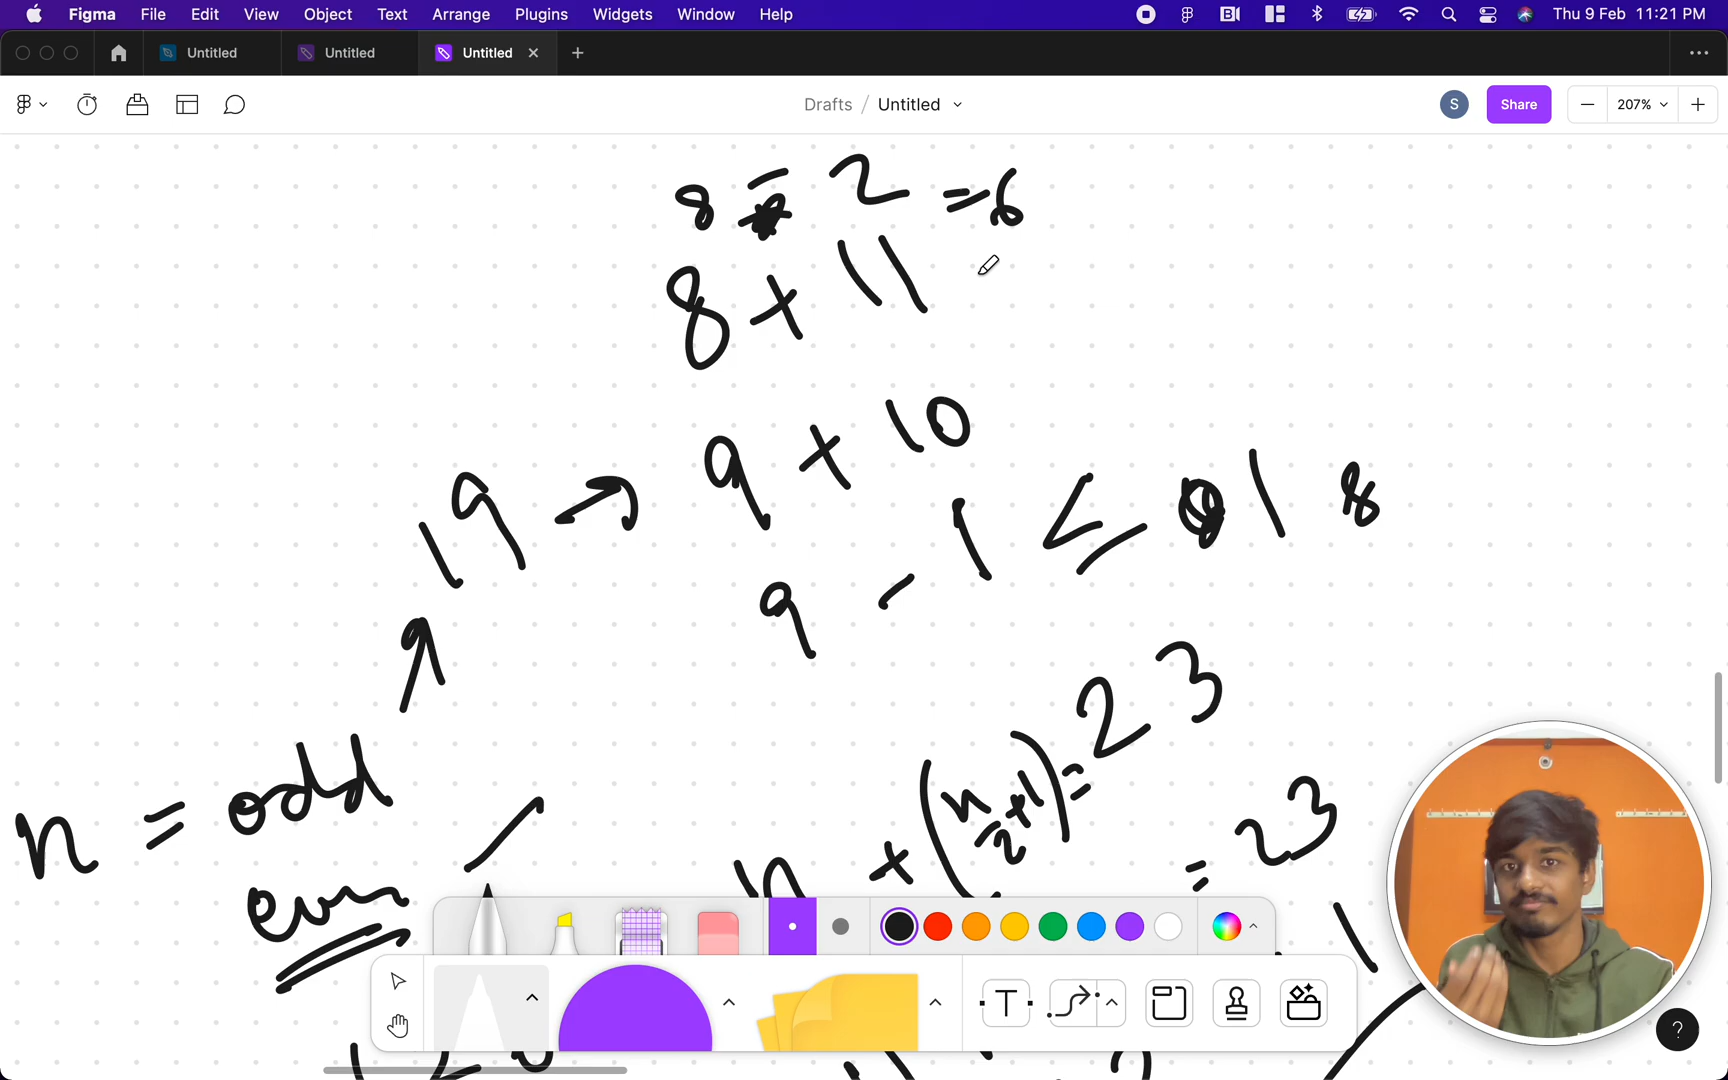 Figma File Edit View Object Text Arrange Plugins Widgets Window Help Thu 9 Feb 11:21 PM
Untitled Untitled Untitled
Drafts / Untitled S Share 207%
8 - 2 = 6
8 + 11
19 → 9 + 10
9 - 1 ≤ 1 8
n = odd
even
n + (n/2 + 1) = 23
= 23
1
T
?